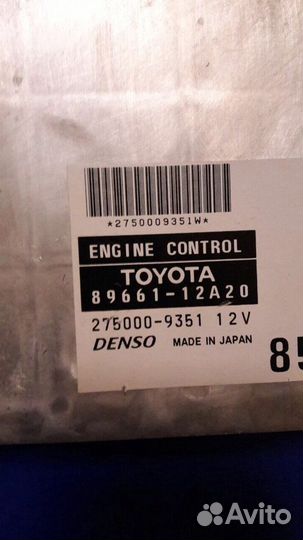 *2750009351W*
ENGINE CONTROL
TOYOTA
89661-12A20
275000-9351 12V
DENSO MADE IN JAPAN
85
Avito